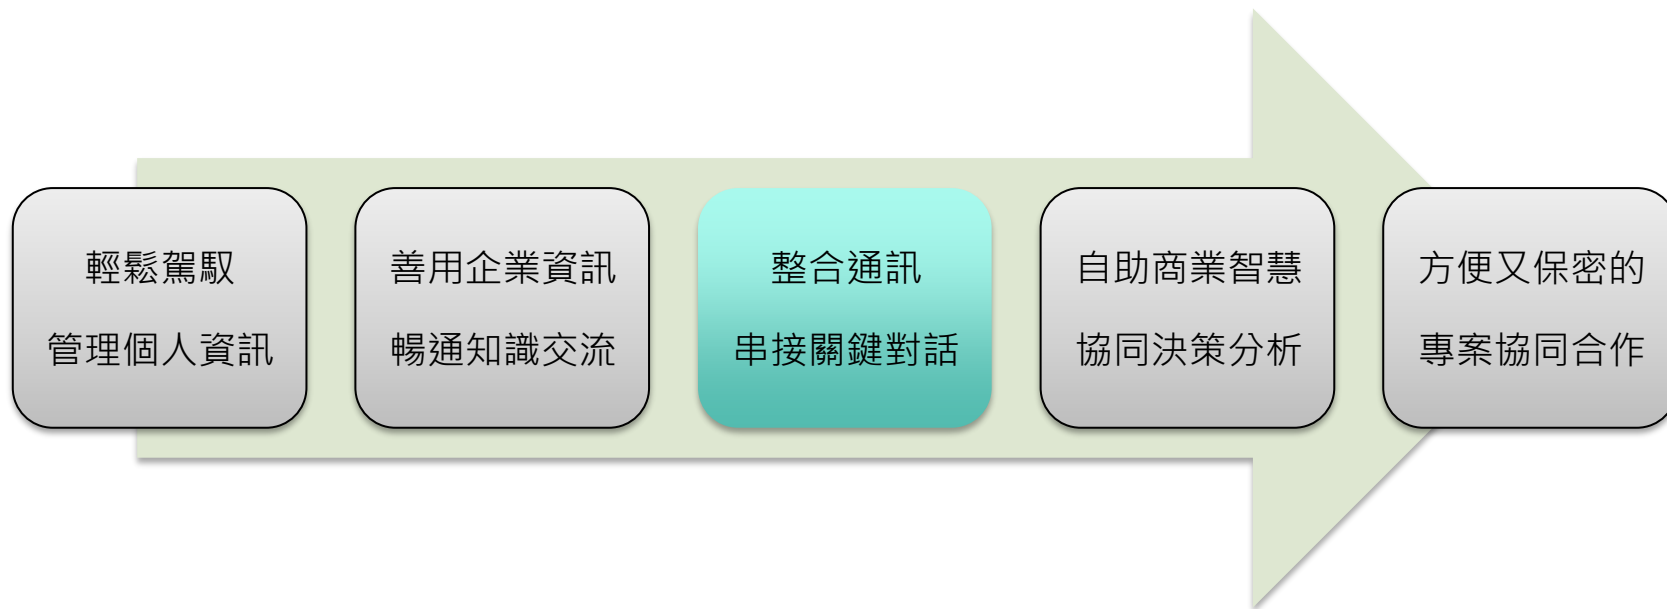 輕鬆駕馭
管理個人資訊
善用企業資訊
暢通知識交流
整合通訊
串接關鍵對話
自助商業智慧
協同決策分析
方便又保密的
專案協同合作